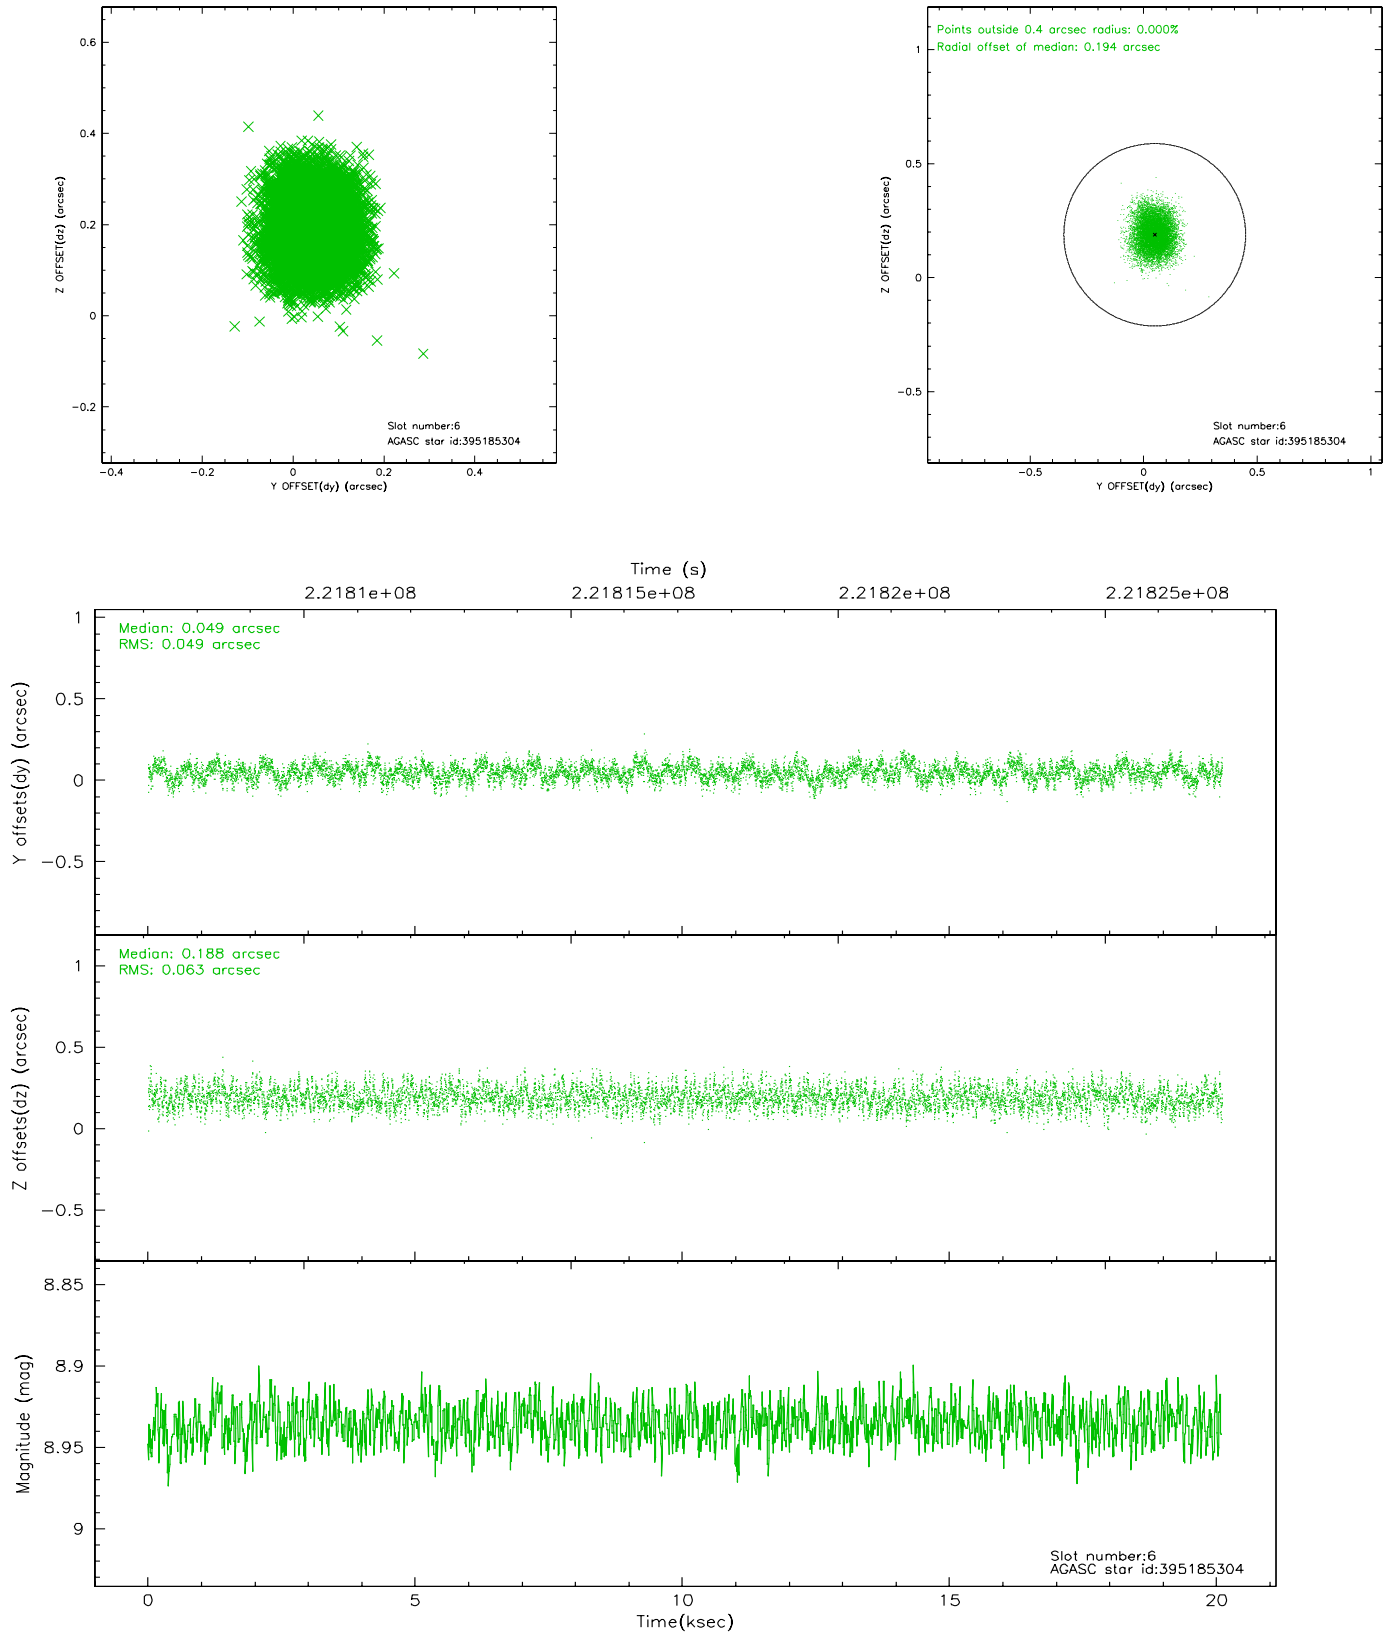 0.6
0.4
0.2
0
−0.2
−0.4 −0.2 0 0.2 0.4
Z OFFSET(dz) (arcsec)
Y OFFSET(dy) (arcsec)
Slot number:6
AGASC star id:395185304
Points outside 0.4 arcsec radius: 0.000%
Radial offset of median: 0.194 arcsec
1
0.5
0
−0.5
−0.5 0 0.5 1
Z OFFSET(dz) (arcsec)
Y OFFSET(dy) (arcsec)
Slot number:6
AGASC star id:395185304
Time (s)
2.2181e+08 2.21815e+08 2.2182e+08 2.21825e+08
Median: 0.049 arcsec
RMS: 0.049 arcsec
1
0.5
0
−0.5
Y offsets(dy) (arcsec)
Median: 0.188 arcsec
RMS: 0.063 arcsec
1
0.5
0
−0.5
Z offsets(dz) (arcsec)
8.85
8.9
8.95
9
Magnitude (mag)
Slot number:6
AGASC star id:395185304
0 5 10 15 20
Time(ksec)